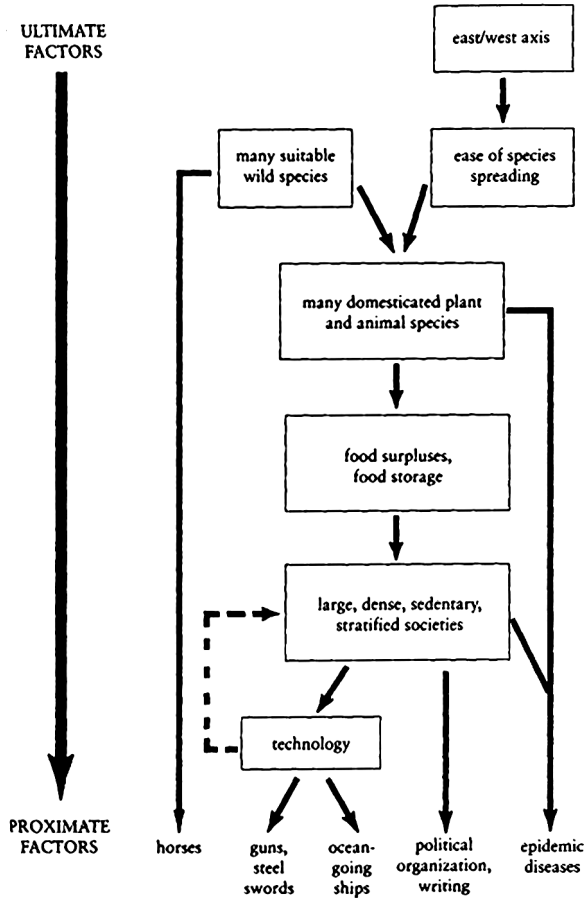 ULTIMATE
FACTORS
east/west axis
many suitable
wild species
ease of species
spreading
many domesticated plant
and animal species
food surpluses,
food storage
large, dense, sedentary,
stratified societies
technology
PROXIMATE
FACTORS
horses
guns,
steel
swords
ocean-
going
ships
political
organization,
writing
epidemic
diseases